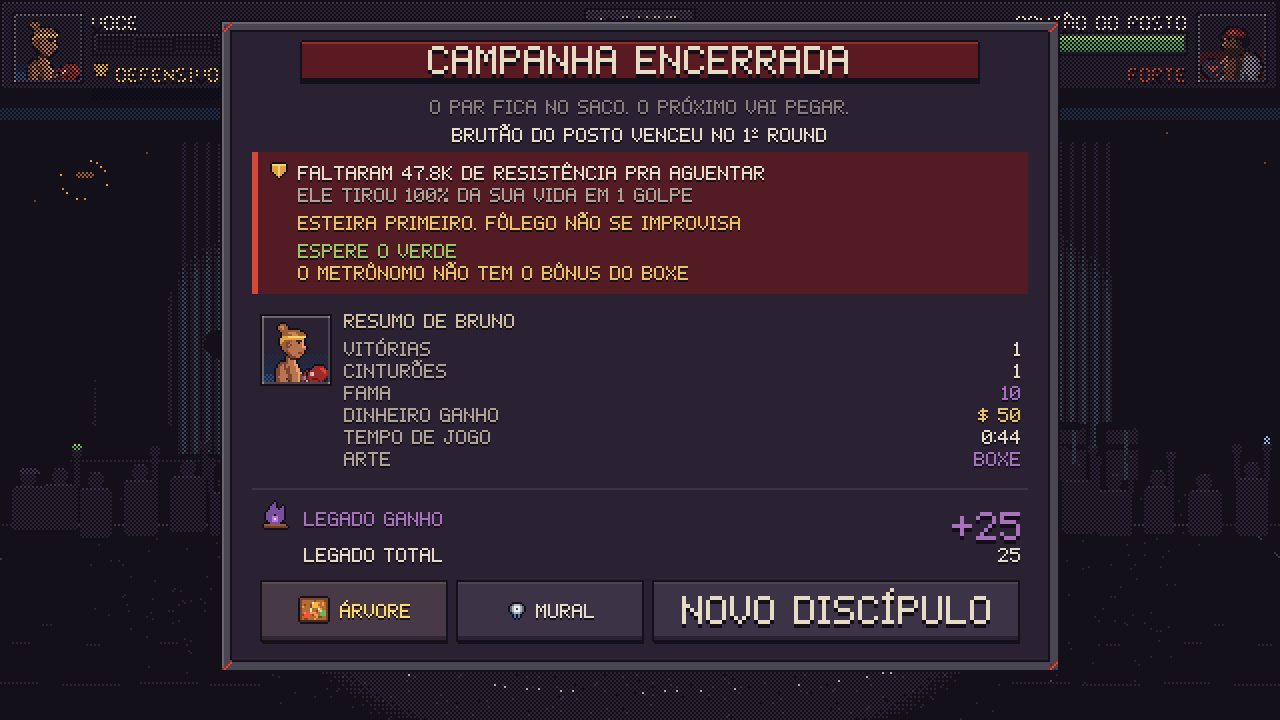 VOCE
DEFENSIVO
BRUTÃO DO POSTO
FORTE
CAMPANHA ENCERRADA
O PAR FICA NO SACO. O PRÓXIMO VAI PEGAR.
BRUTÃO DO POSTO VENCEU NO 1º ROUND
FALTARAM 47.8K DE RESISTÊNCIA PRA AGUENTAR
ELE TIROU 100% DA SUA VIDA EM 1 GOLPE
ESTEIRA PRIMEIRO. FÔLEGO NÃO SE IMPROVISA
ESPERE O VERDE
O METRÔNOMO NÃO TEM O BÔNUS DO BOXE
RESUMO DE BRUNO
VITÓRIAS 1
CINTURÕES 1
FAMA 10
DINHEIRO GANHO $ 50
TEMPO DE JOGO 0:44
ARTE BOXE
LEGADO GANHO +25
LEGADO TOTAL 25
ÁRVORE
MURAL
NOVO DISCÍPULO